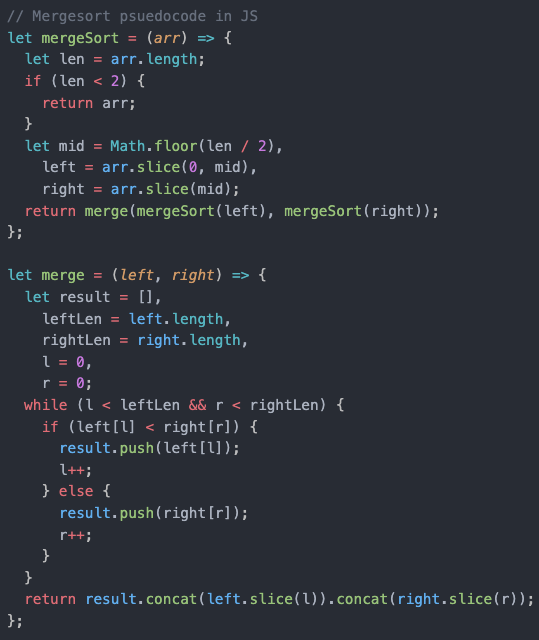 // Mergesort psuedocode in JS
let mergeSort = (arr) => {
  let len = arr.length;
  if (len < 2) {
    return arr;
  }
  let mid = Math.floor(len / 2),
    left = arr.slice(0, mid),
    right = arr.slice(mid);
  return merge(mergeSort(left), mergeSort(right));
};

let merge = (left, right) => {
  let result = [],
    leftLen = left.length,
    rightLen = right.length,
    l = 0,
    r = 0;
  while (l < leftLen && r < rightLen) {
    if (left[l] < right[r]) {
      result.push(left[l]);
      l++;
    } else {
      result.push(right[r]);
      r++;
    }
  }
  return result.concat(left.slice(l)).concat(right.slice(r));
};